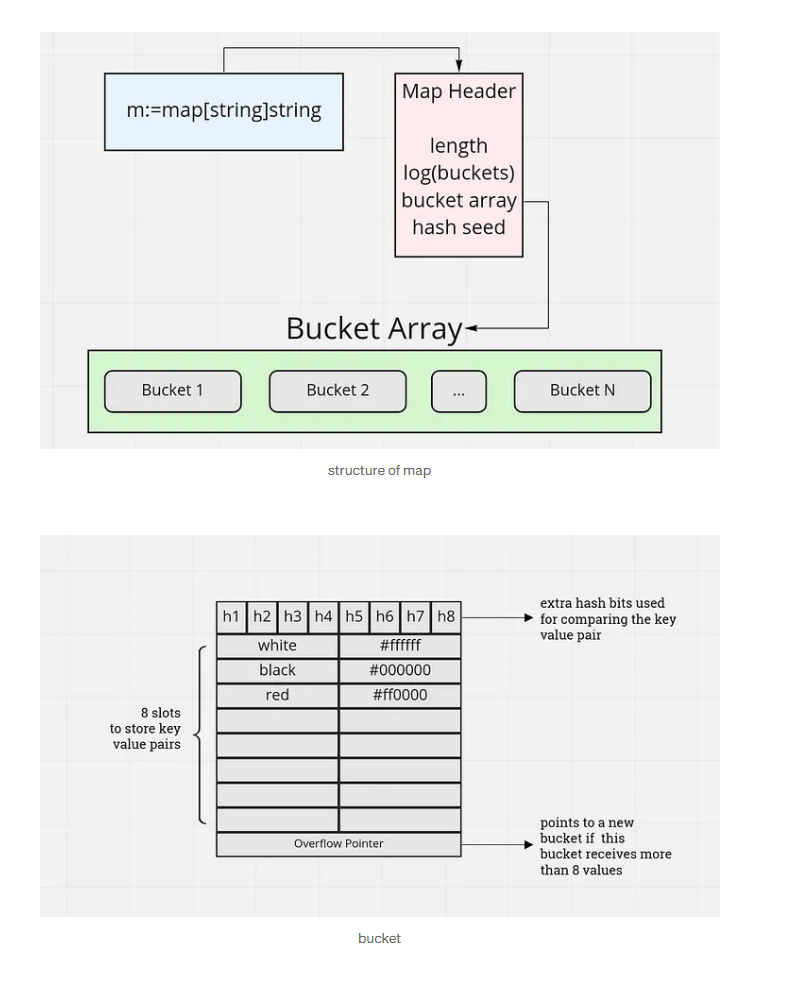 m:=map[string]string
Map Header
length
log(buckets)
bucket array
hash seed
Bucket Array
Bucket 1
Bucket 2
...
Bucket N
structure of map
h1 h2 h3 h4 h5 h6 h7 h8
extra hash bits used
for comparing the key
value pair
white #ffffff
black #000000
red #ff0000
8 slots
to store key
value pairs
Overflow Pointer
points to a new
bucket if this
bucket receives more
than 8 values
bucket